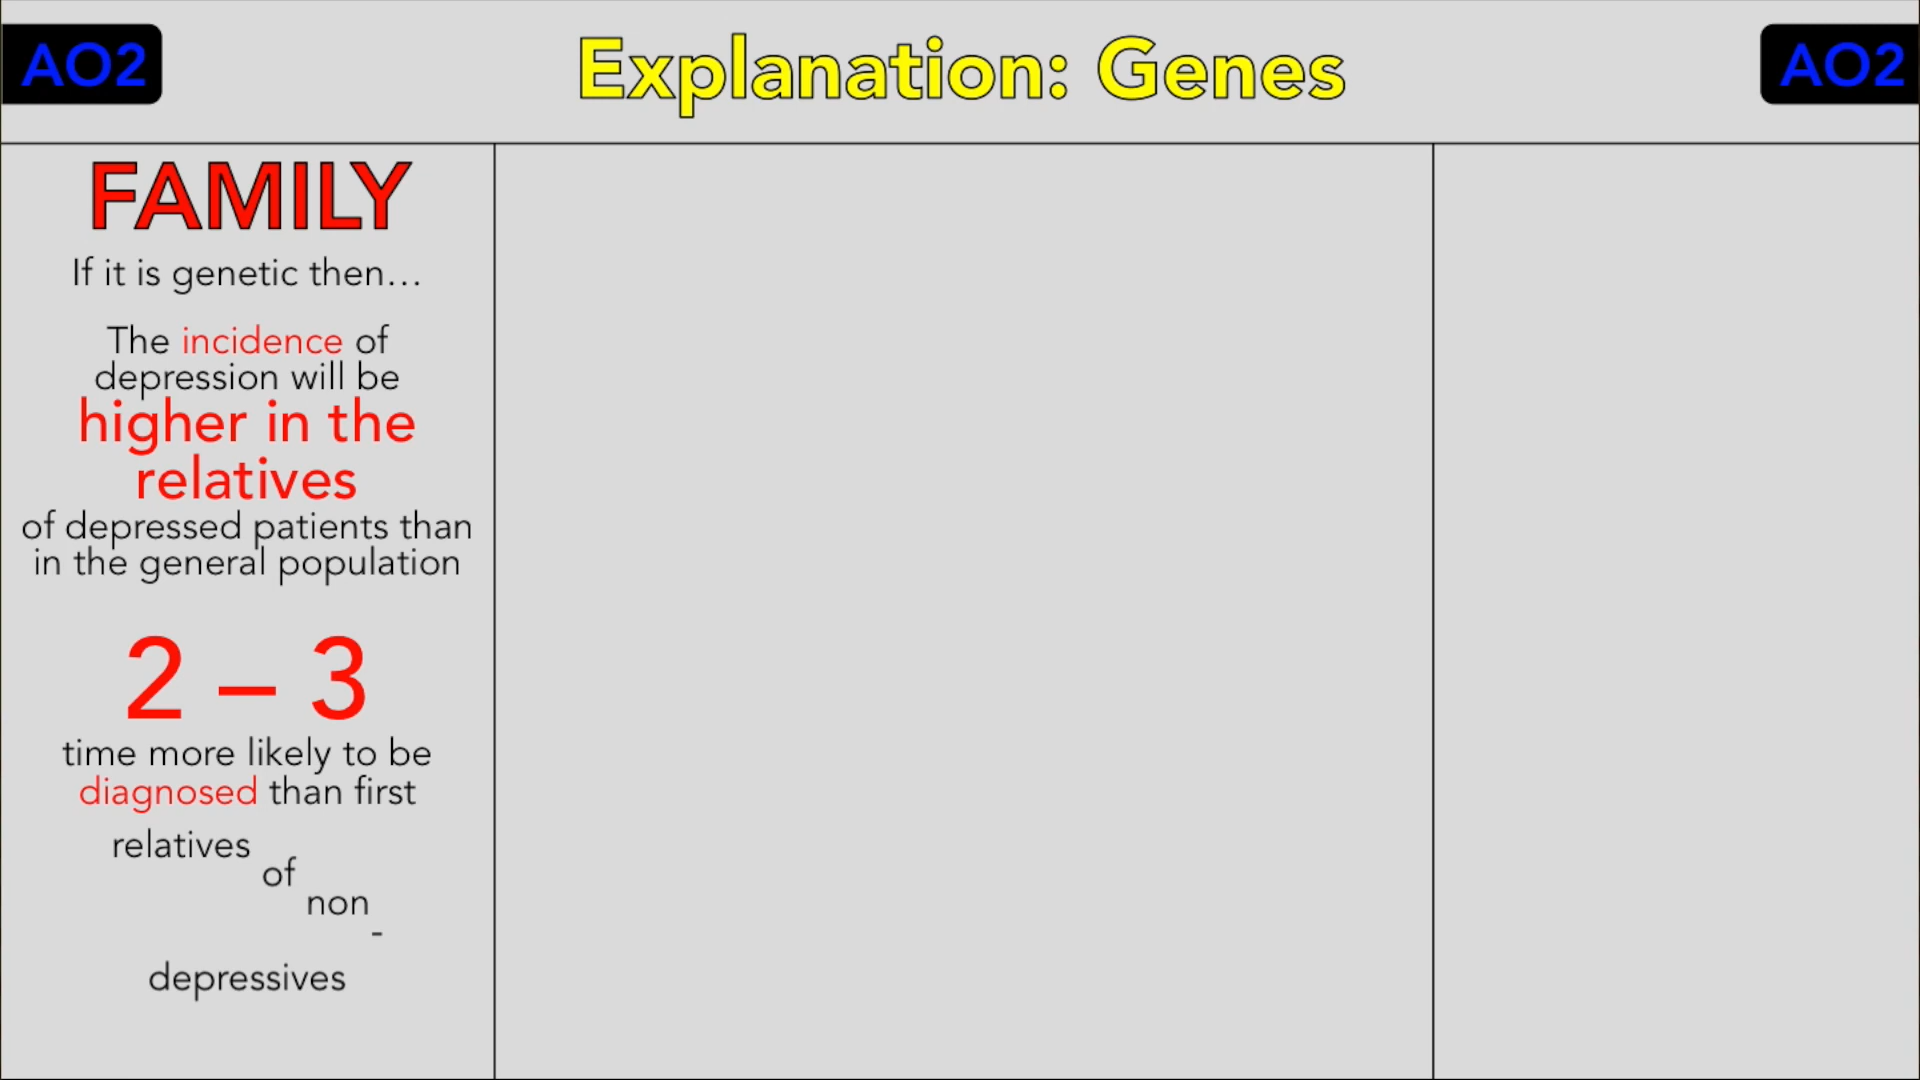 AO2
Explanation: Genes
AO2
FAMILY
If it is genetic then...
The incidence of
depression will be
higher in the
relatives
of depressed patients than
in the general population
2 – 3
time more likely to be
diagnosed than first
relatives
of
non
-
depressives